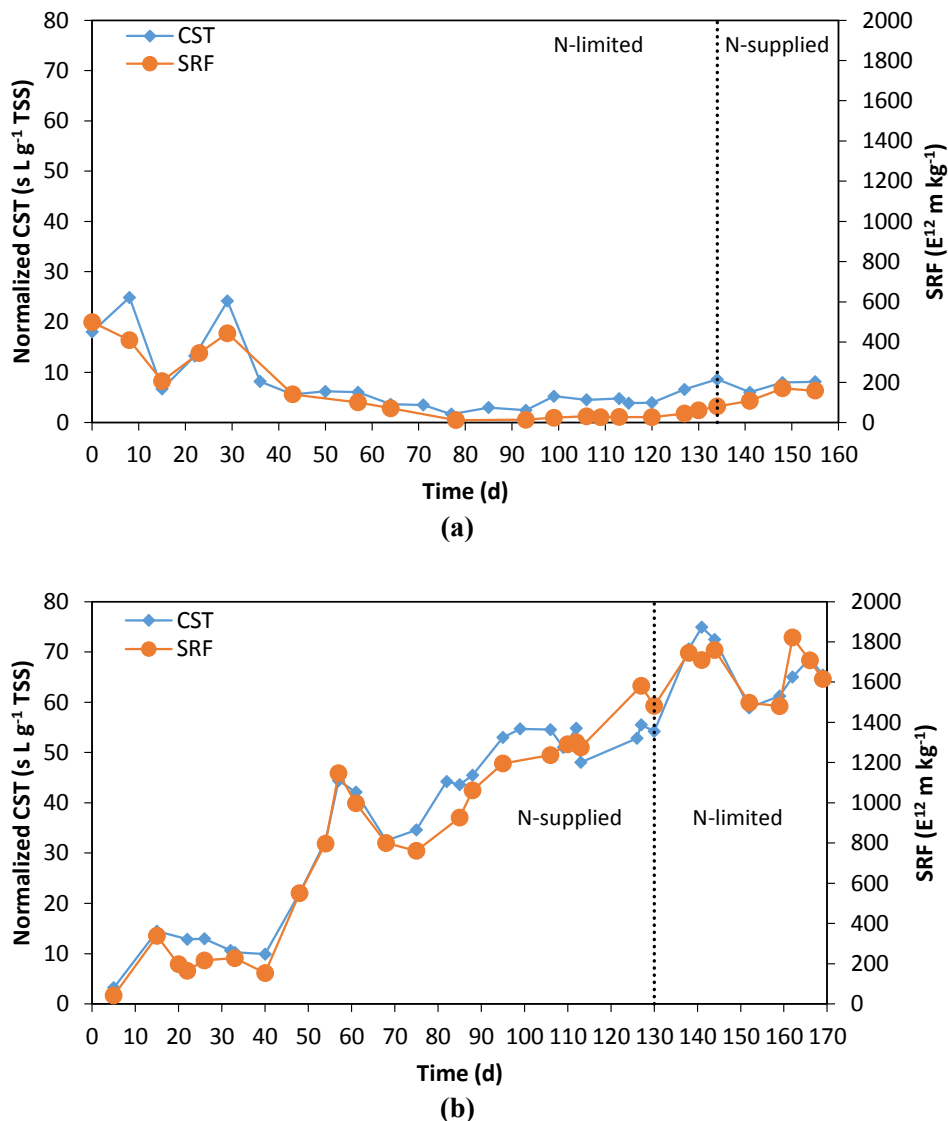 CST
SRF
N-limited
N-supplied
Normalized CST (s L g-1 TSS)
80
70
60
50
40
30
20
10
0
2000
1800
1600
1400
1200
1000
800
600
400
200
0
SRF (E12 m kg-1)
0 10 20 30 40 50 60 70 80 90 100 110 120 130 140 150 160
Time (d)
(a)
CST
SRF
N-supplied
N-limited
Normalized CST (s L g-1 TSS)
80
70
60
50
40
30
20
10
0
2000
1800
1600
1400
1200
1000
800
600
400
200
0
SRF (E12 m kg-1)
0 10 20 30 40 50 60 70 80 90 100 110 120 130 140 150 160 170
Time (d)
(b)